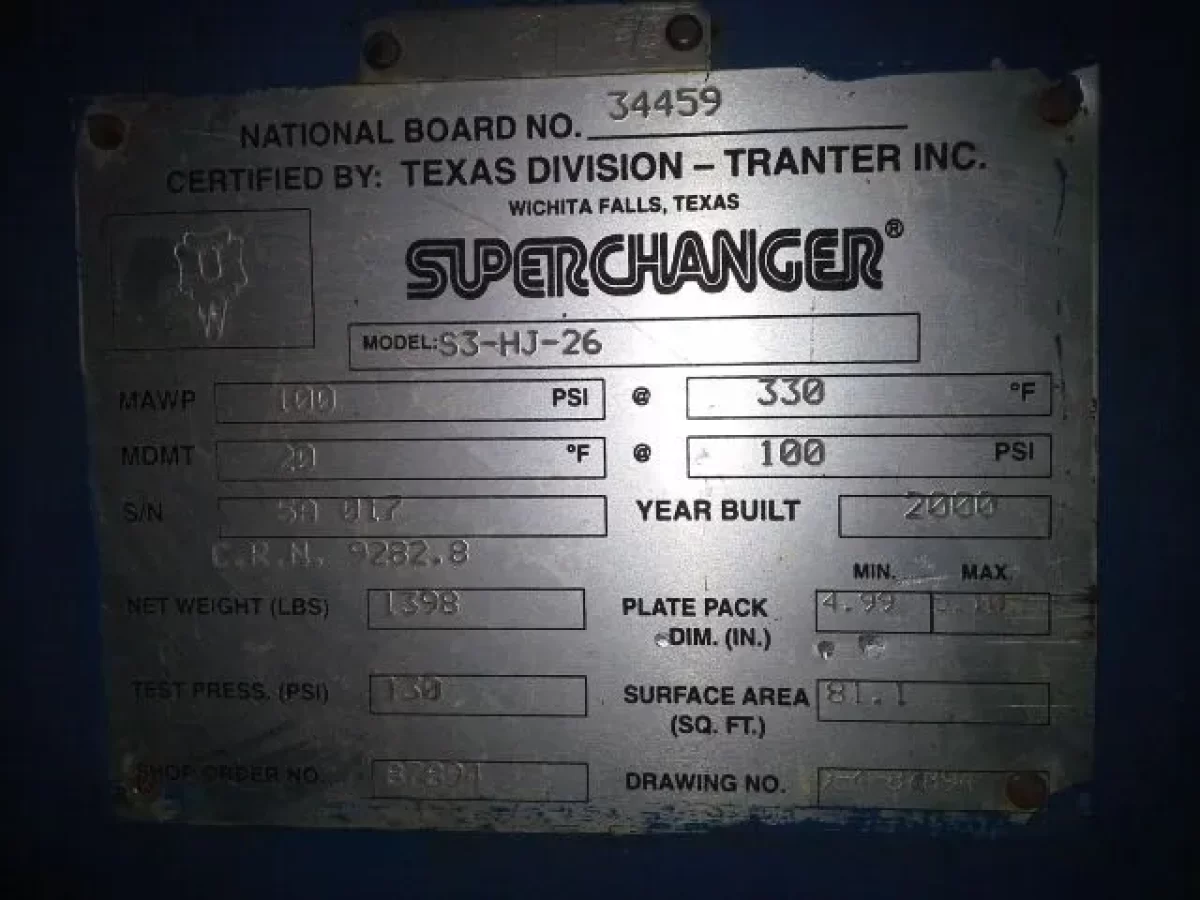 NATIONAL BOARD NO. 34459
CERTIFIED BY: TEXAS DIVISION – TRANTER INC.
WICHITA FALLS, TEXAS
U
W
SUPERCHANGER®
MODEL: S3-HJ-26
MAWP 100 PSI @ 330 °F
MDMT 20 °F @ 100 PSI
S/N SA 017 YEAR BUILT 2000
C.R.N. 9282.8
MIN. MAX.
NET WEIGHT (LBS) 1398 PLATE PACK 4.99
DIM. (IN.)
TEST PRESS. (PSI) 130 SURFACE AREA 81.1
(SQ. FT.)
SHOP ORDER NO. DRAWING NO.